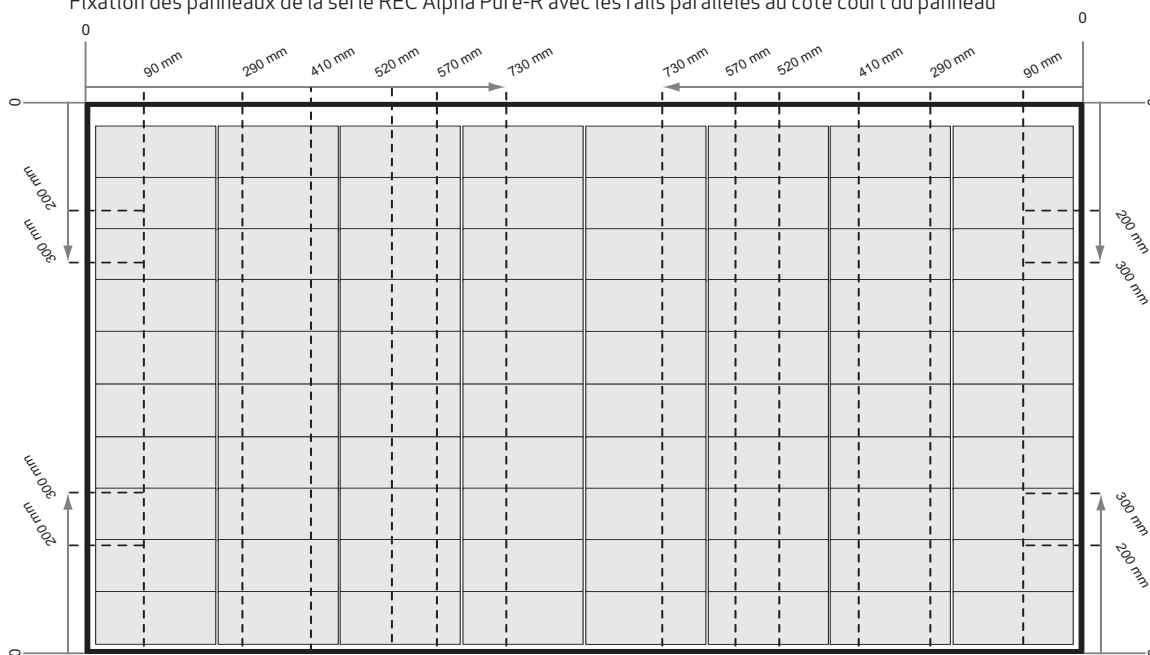 Fixation des panneaux de la série REC Alpha Pure-R avec les rails parallèles au côté court du panneau
0 0
90 mm 290 mm 410 mm 520 mm 570 mm 730 mm 730 mm 570 mm 520 mm 410 mm 290 mm 90 mm
0 0
200 mm 200 mm
300 mm 300 mm
300 mm 300 mm
200 mm 200 mm
0 0